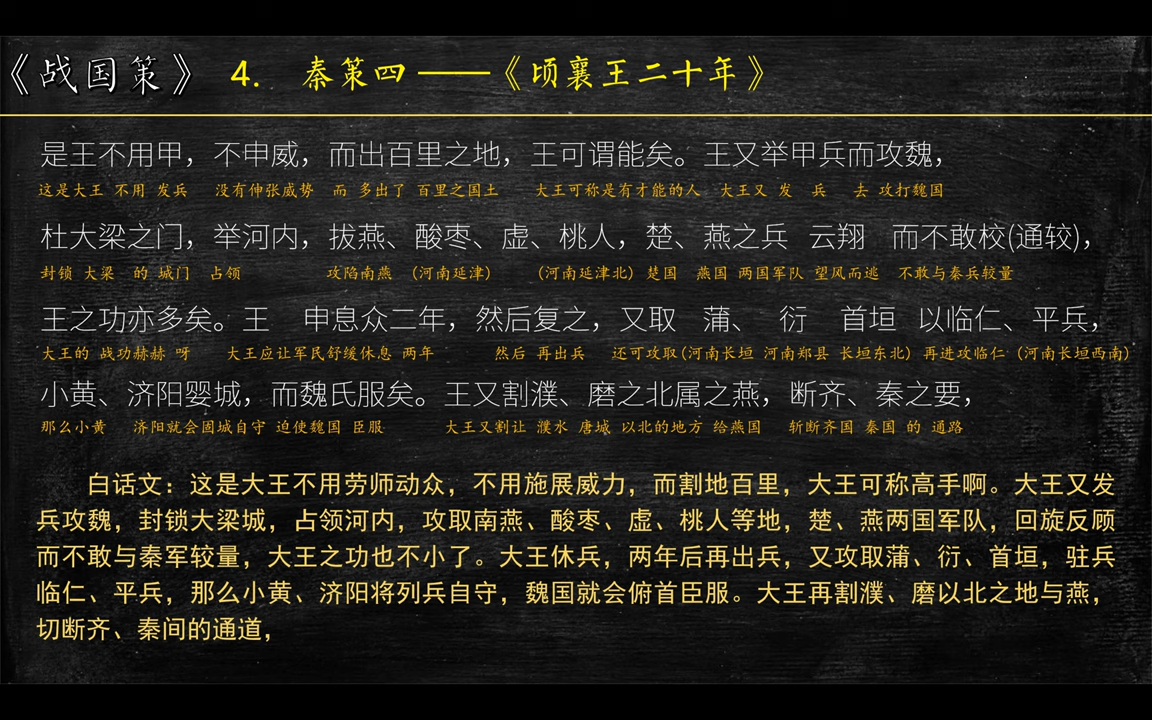 《战国策》 4. 秦策四 ——《顷襄王二十年》
是王不用甲，不申威，而出百里之地，王可谓能矣。王又举甲兵而攻魏，
这是大王 不用 发兵 没有伸张威势 而 多出了 百里之国土 大王可称是有才能的人 大王又 发 兵 去 攻打魏国
杜大梁之门，举河内，拔燕、酸枣、虚、桃人，楚、燕之兵 云翔 而不敢校(通较)，
封锁 大梁 的 城门 占领 攻陷南燕 (河南延津) (河南延津北) 楚国 燕国 两国军队 望风而逃 不敢与秦兵较量
王之功亦多矣。王 申息众二年，然后复之，又取 蒲、 衍 首垣 以临仁、平兵，
大王的 战功赫赫 呀 大王应让军民舒缓休息 两年 然后 再出兵 还可攻取(河南长垣 河南郑县 长垣东北) 再进攻临仁 (河南长垣西南)
小黄、济阳婴城，而魏氏服矣。王又割濮、磨之北属之燕，断齐、秦之要，
那么小黄 济阳就会固城自守 迫使魏国 臣服 大王又割让 濮水 唐城 以北的地方 给燕国 斩断齐国 秦国 的 通路
白话文：这是大王不用劳师动众，不用施展威力，而割地百里，大王可称高手啊。大王又发
兵攻魏，封锁大梁城，占领河内，攻取南燕、酸枣、虚、桃人等地，楚、燕两国军队，回旋反顾
而不敢与秦军较量，大王之功也不小了。大王休兵，两年后再出兵，又攻取蒲、衍、首垣，驻兵
临仁、平兵，那么小黄、济阳将列兵自守，魏国就会俯首臣服。大王再割濮、磨以北之地与燕，
切断齐、秦间的通道，